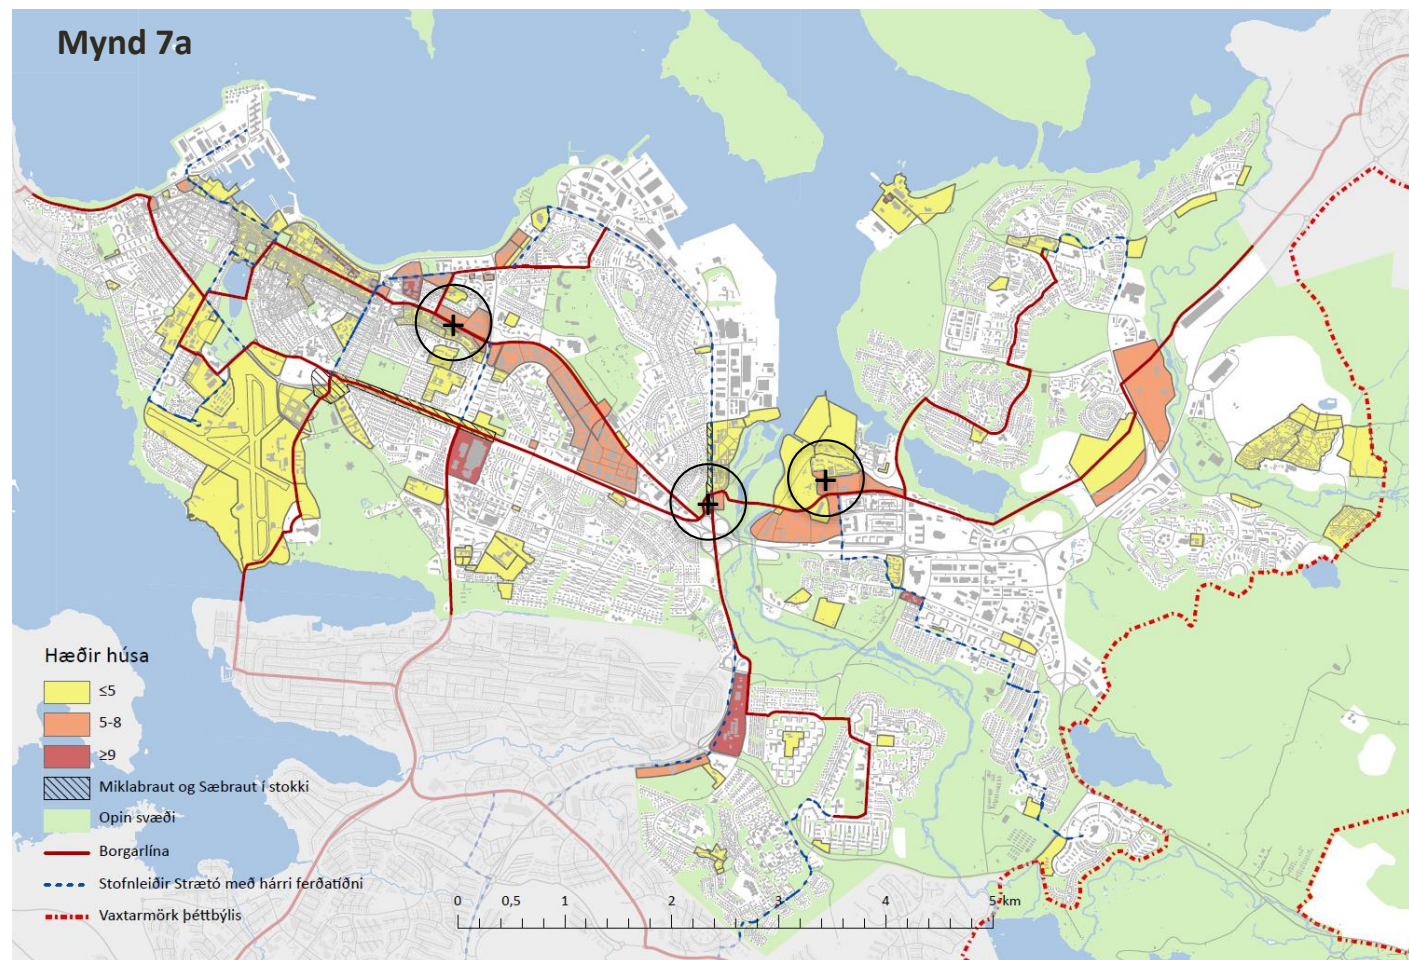 Mynd 7a
Hæðir húsa
≤5
5-8
≥9
Miklabraut og Sæbraut í stokki
Opin svæði
Borgarlína
Stofnleiðir Strætó með hárri ferðatíðni
Vaxtarmörk þéttbýlis
0 0,5 1 2 3 4 5 km